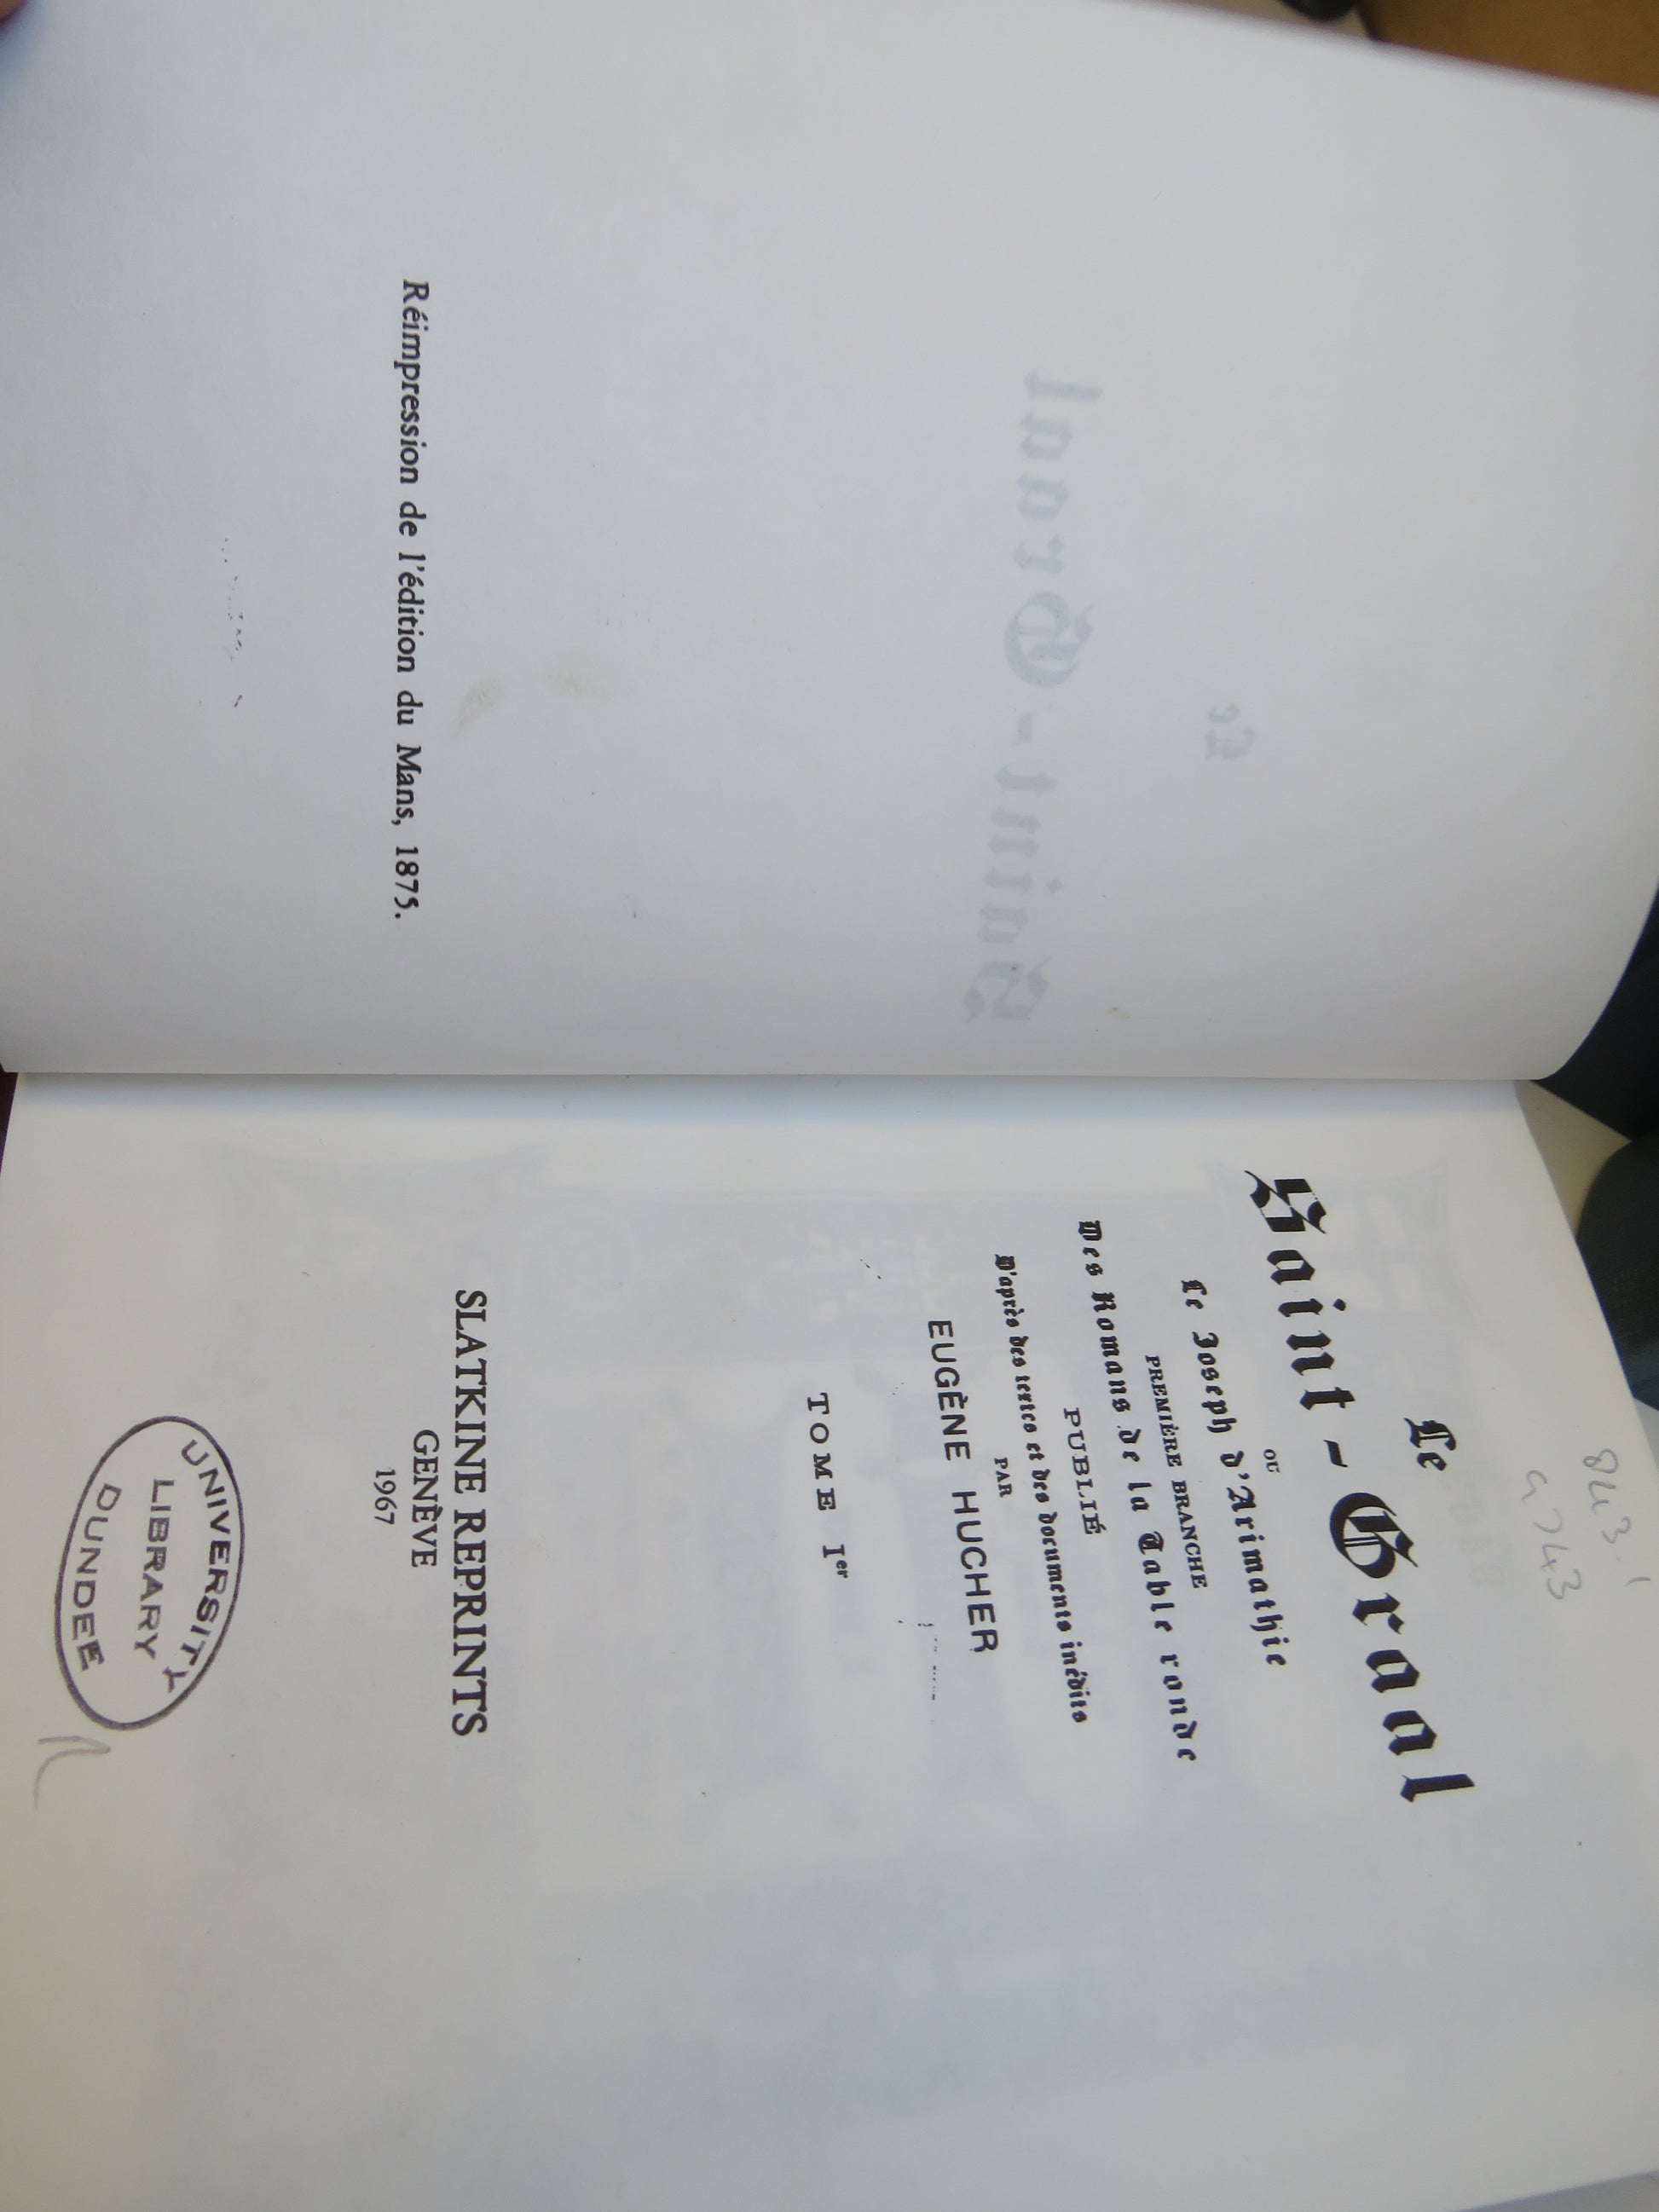 Réimpression de l'édition du Mans, 1875.
843.1
Le
Saint-Graal
OU
Le Joseph d'Arimathie
PREMIÈRE BRANCHE
Des Romans de la Table ronde
PUBLIÉ
D'après des textes et des documents inédits
PAR
EUGÈNE HUCHER
TOME Ier
SLATKINE REPRINTS
GENÈVE
1967
UNIVERSITY
LIBRARY
DUNDEE